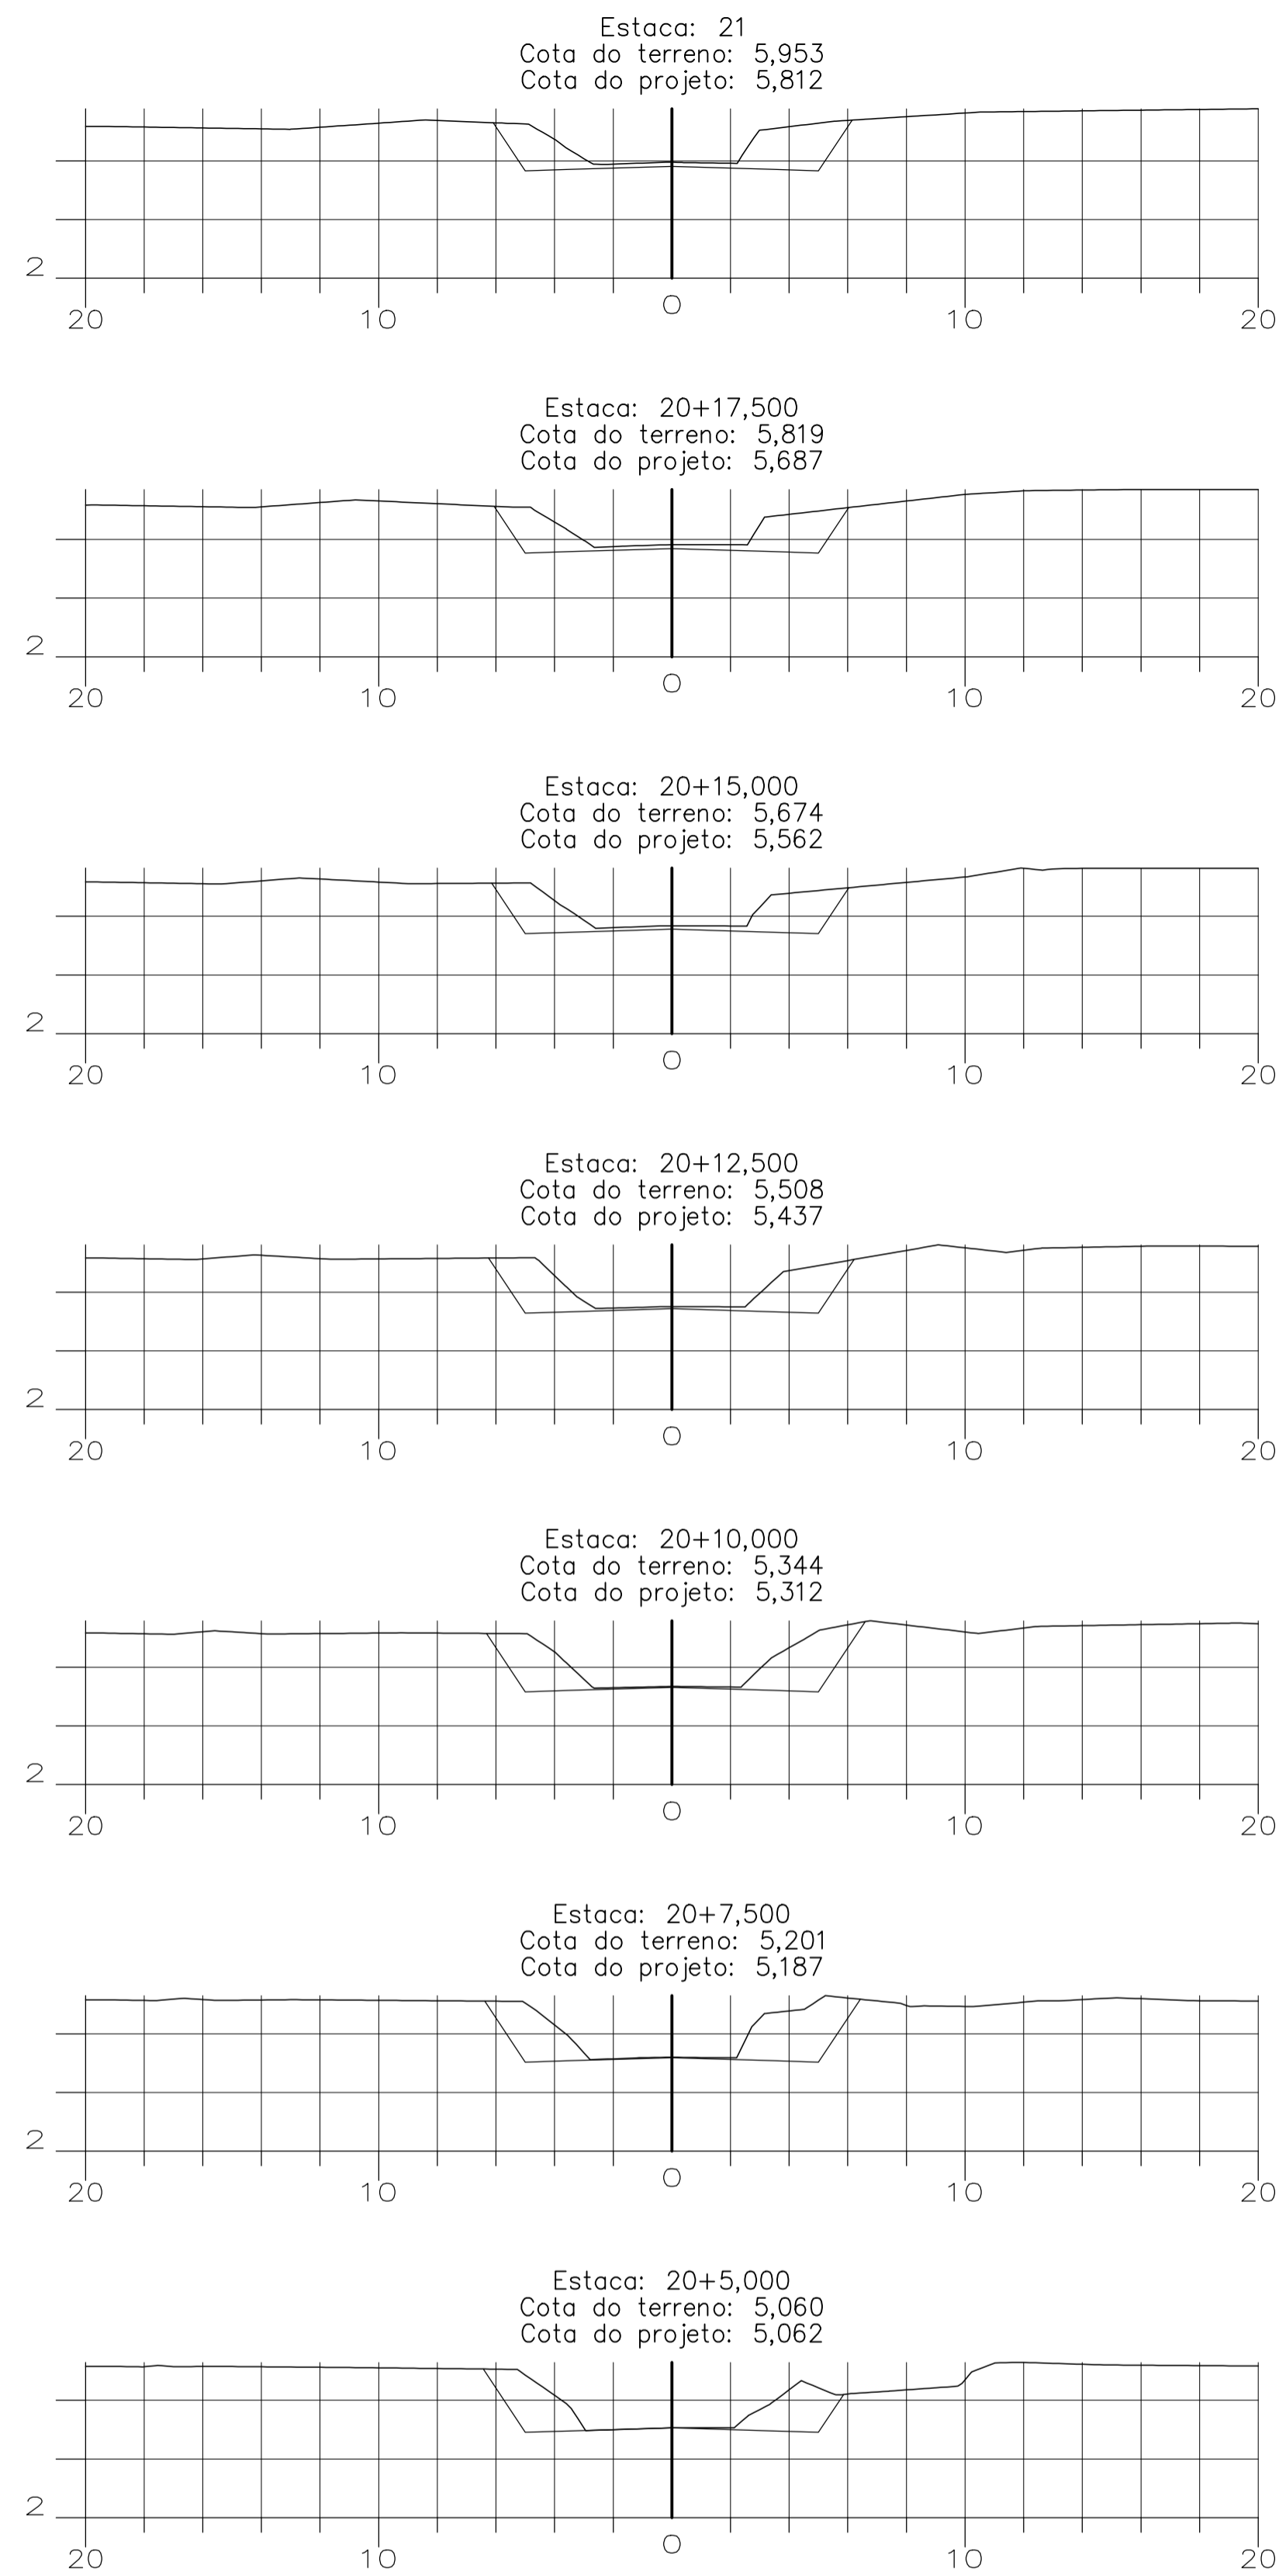 Estaca: 21
Cota do terreno: 5,953
Cota do projeto: 5,812
2
20 10 0 10 20
Estaca: 20+17,500
Cota do terreno: 5,819
Cota do projeto: 5,687
2
20 10 0 10 20
Estaca: 20+15,000
Cota do terreno: 5,674
Cota do projeto: 5,562
2
20 10 0 10 20
Estaca: 20+12,500
Cota do terreno: 5,508
Cota do projeto: 5,437
2
20 10 0 10 20
Estaca: 20+10,000
Cota do terreno: 5,344
Cota do projeto: 5,312
2
20 10 0 10 20
Estaca: 20+7,500
Cota do terreno: 5,201
Cota do projeto: 5,187
2
20 10 0 10 20
Estaca: 20+5,000
Cota do terreno: 5,060
Cota do projeto: 5,062
2
20 10 0 10 20